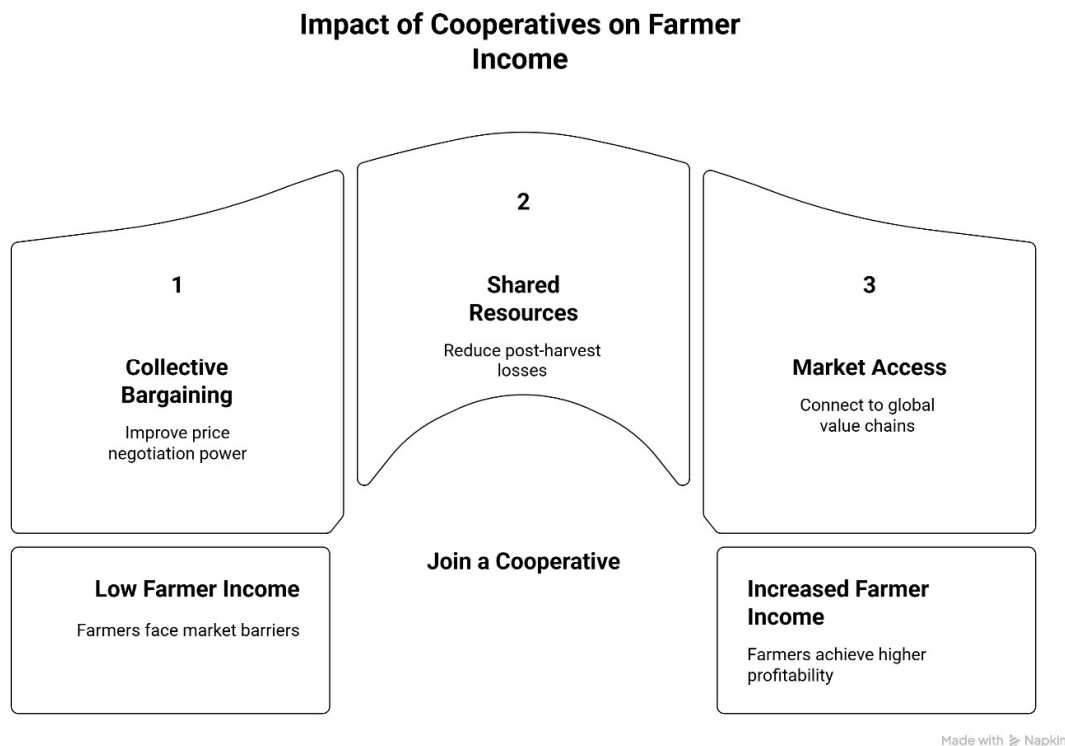 Impact of Cooperatives on Farmer
Income
1
Collective
Bargaining
Improve price
negotiation power
2
Shared
Resources
Reduce post-harvest
losses
3
Market Access
Connect to global
value chains
Low Farmer Income
Farmers face market barriers
Join a Cooperative
Increased Farmer
Income
Farmers achieve higher
profitability
Made with Napkin